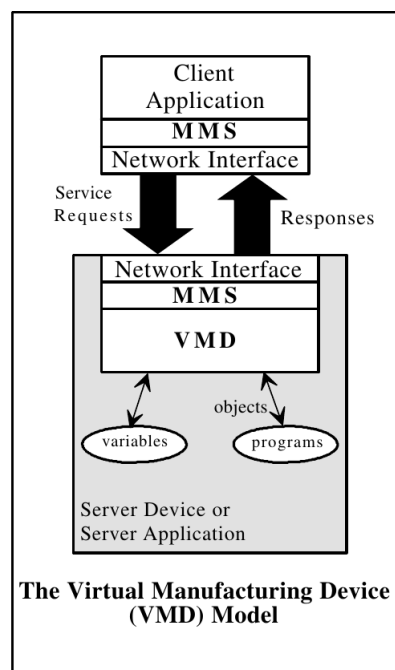 Client
Application
MMS
Network Interface
Service
Requests
Responses
Network Interface
MMS
VMD
objects
variables
programs
Server Device or
Server Application
The Virtual Manufacturing Device
(VMD) Model